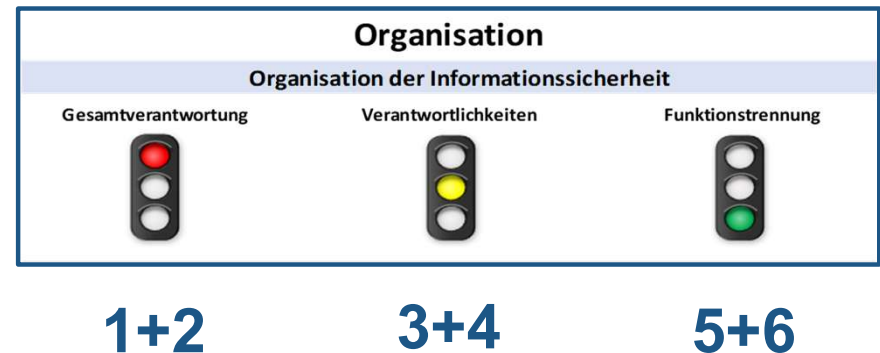 Organisation
Organisation der Informationssicherheit
Gesamtverantwortung Verantwortlichkeiten Funktionstrennung
1+2 3+4 5+6